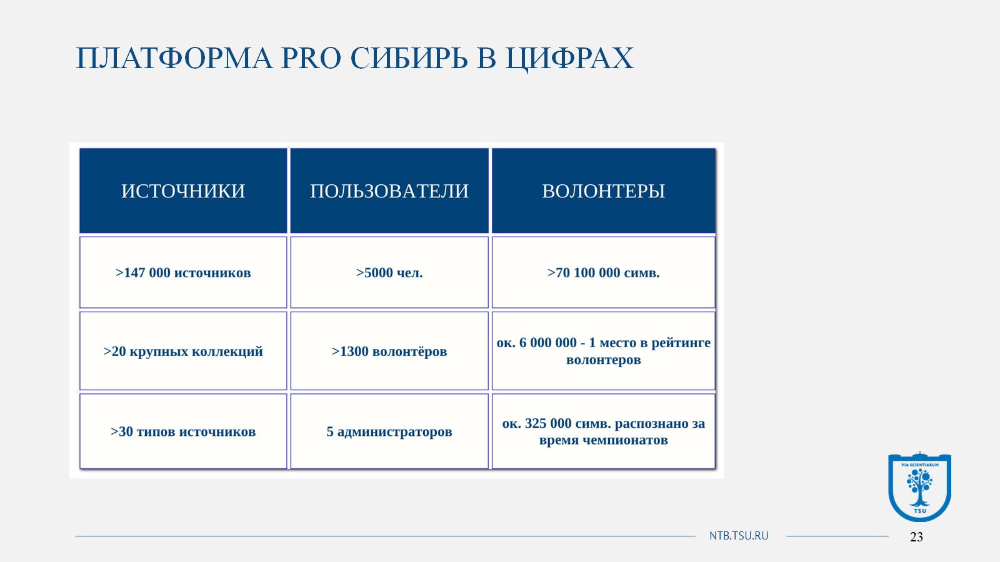 ПЛАТФОРМА PRO СИБИРЬ В ЦИФРАХ
ИСТОЧНИКИ
ПОЛЬЗОВАТЕЛИ
ВОЛОНТЕРЫ
>147 000 источников
>5000 чел.
>70 100 000 симв.
>20 крупных коллекций
>1300 волонтёров
ок. 6 000 000 - 1 место в рейтинге
волонтеров
>30 типов источников
5 администраторов
ок. 325 000 симв. распознано за
время чемпионатов
VIA SCIENTIARUM
TSU
NTB.TSU.RU
23